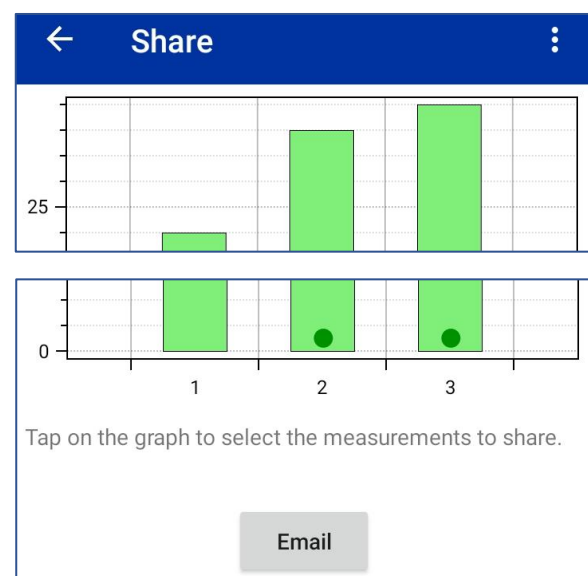 Share
25
0
1 2 3
Tap on the graph to select the measurements to share.
Email